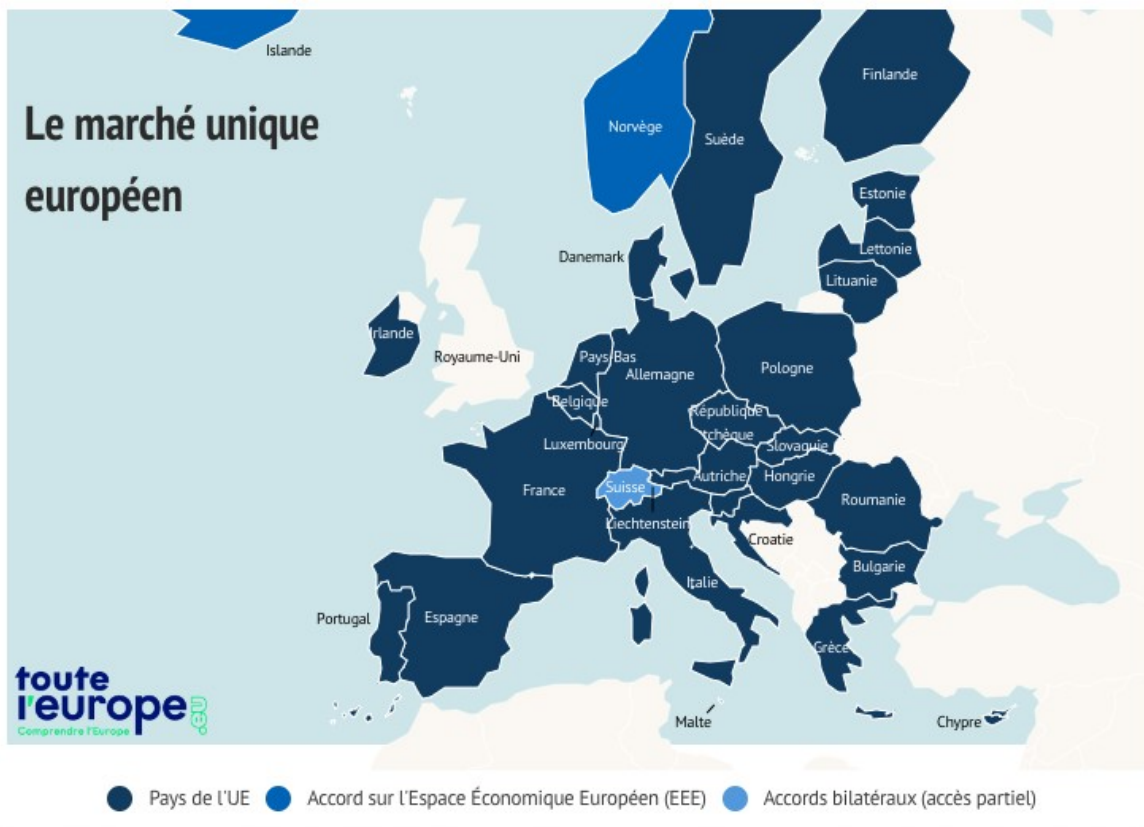 Islande
Le marché unique
européen
Finlande
Norvège
Suède
Estonie
Lettonie
Danemark
Lituanie
Irlande
Royaume-Uni
Pays-Bas
Allemagne
Pologne
Belgique
République
tchèque
Luxembourg
Slovaquie
Autriche
Hongrie
France
Suisse
Roumanie
Liechtenstein
Croatie
Bulgarie
Italie
Portugal
Espagne
Grèce
toute
l'europe.eu
Comprendre l'Europe
Malte
Chypre
Pays de l'UE
Accord sur l'Espace Économique Européen (EEE)
Accords bilatéraux (accès partiel)